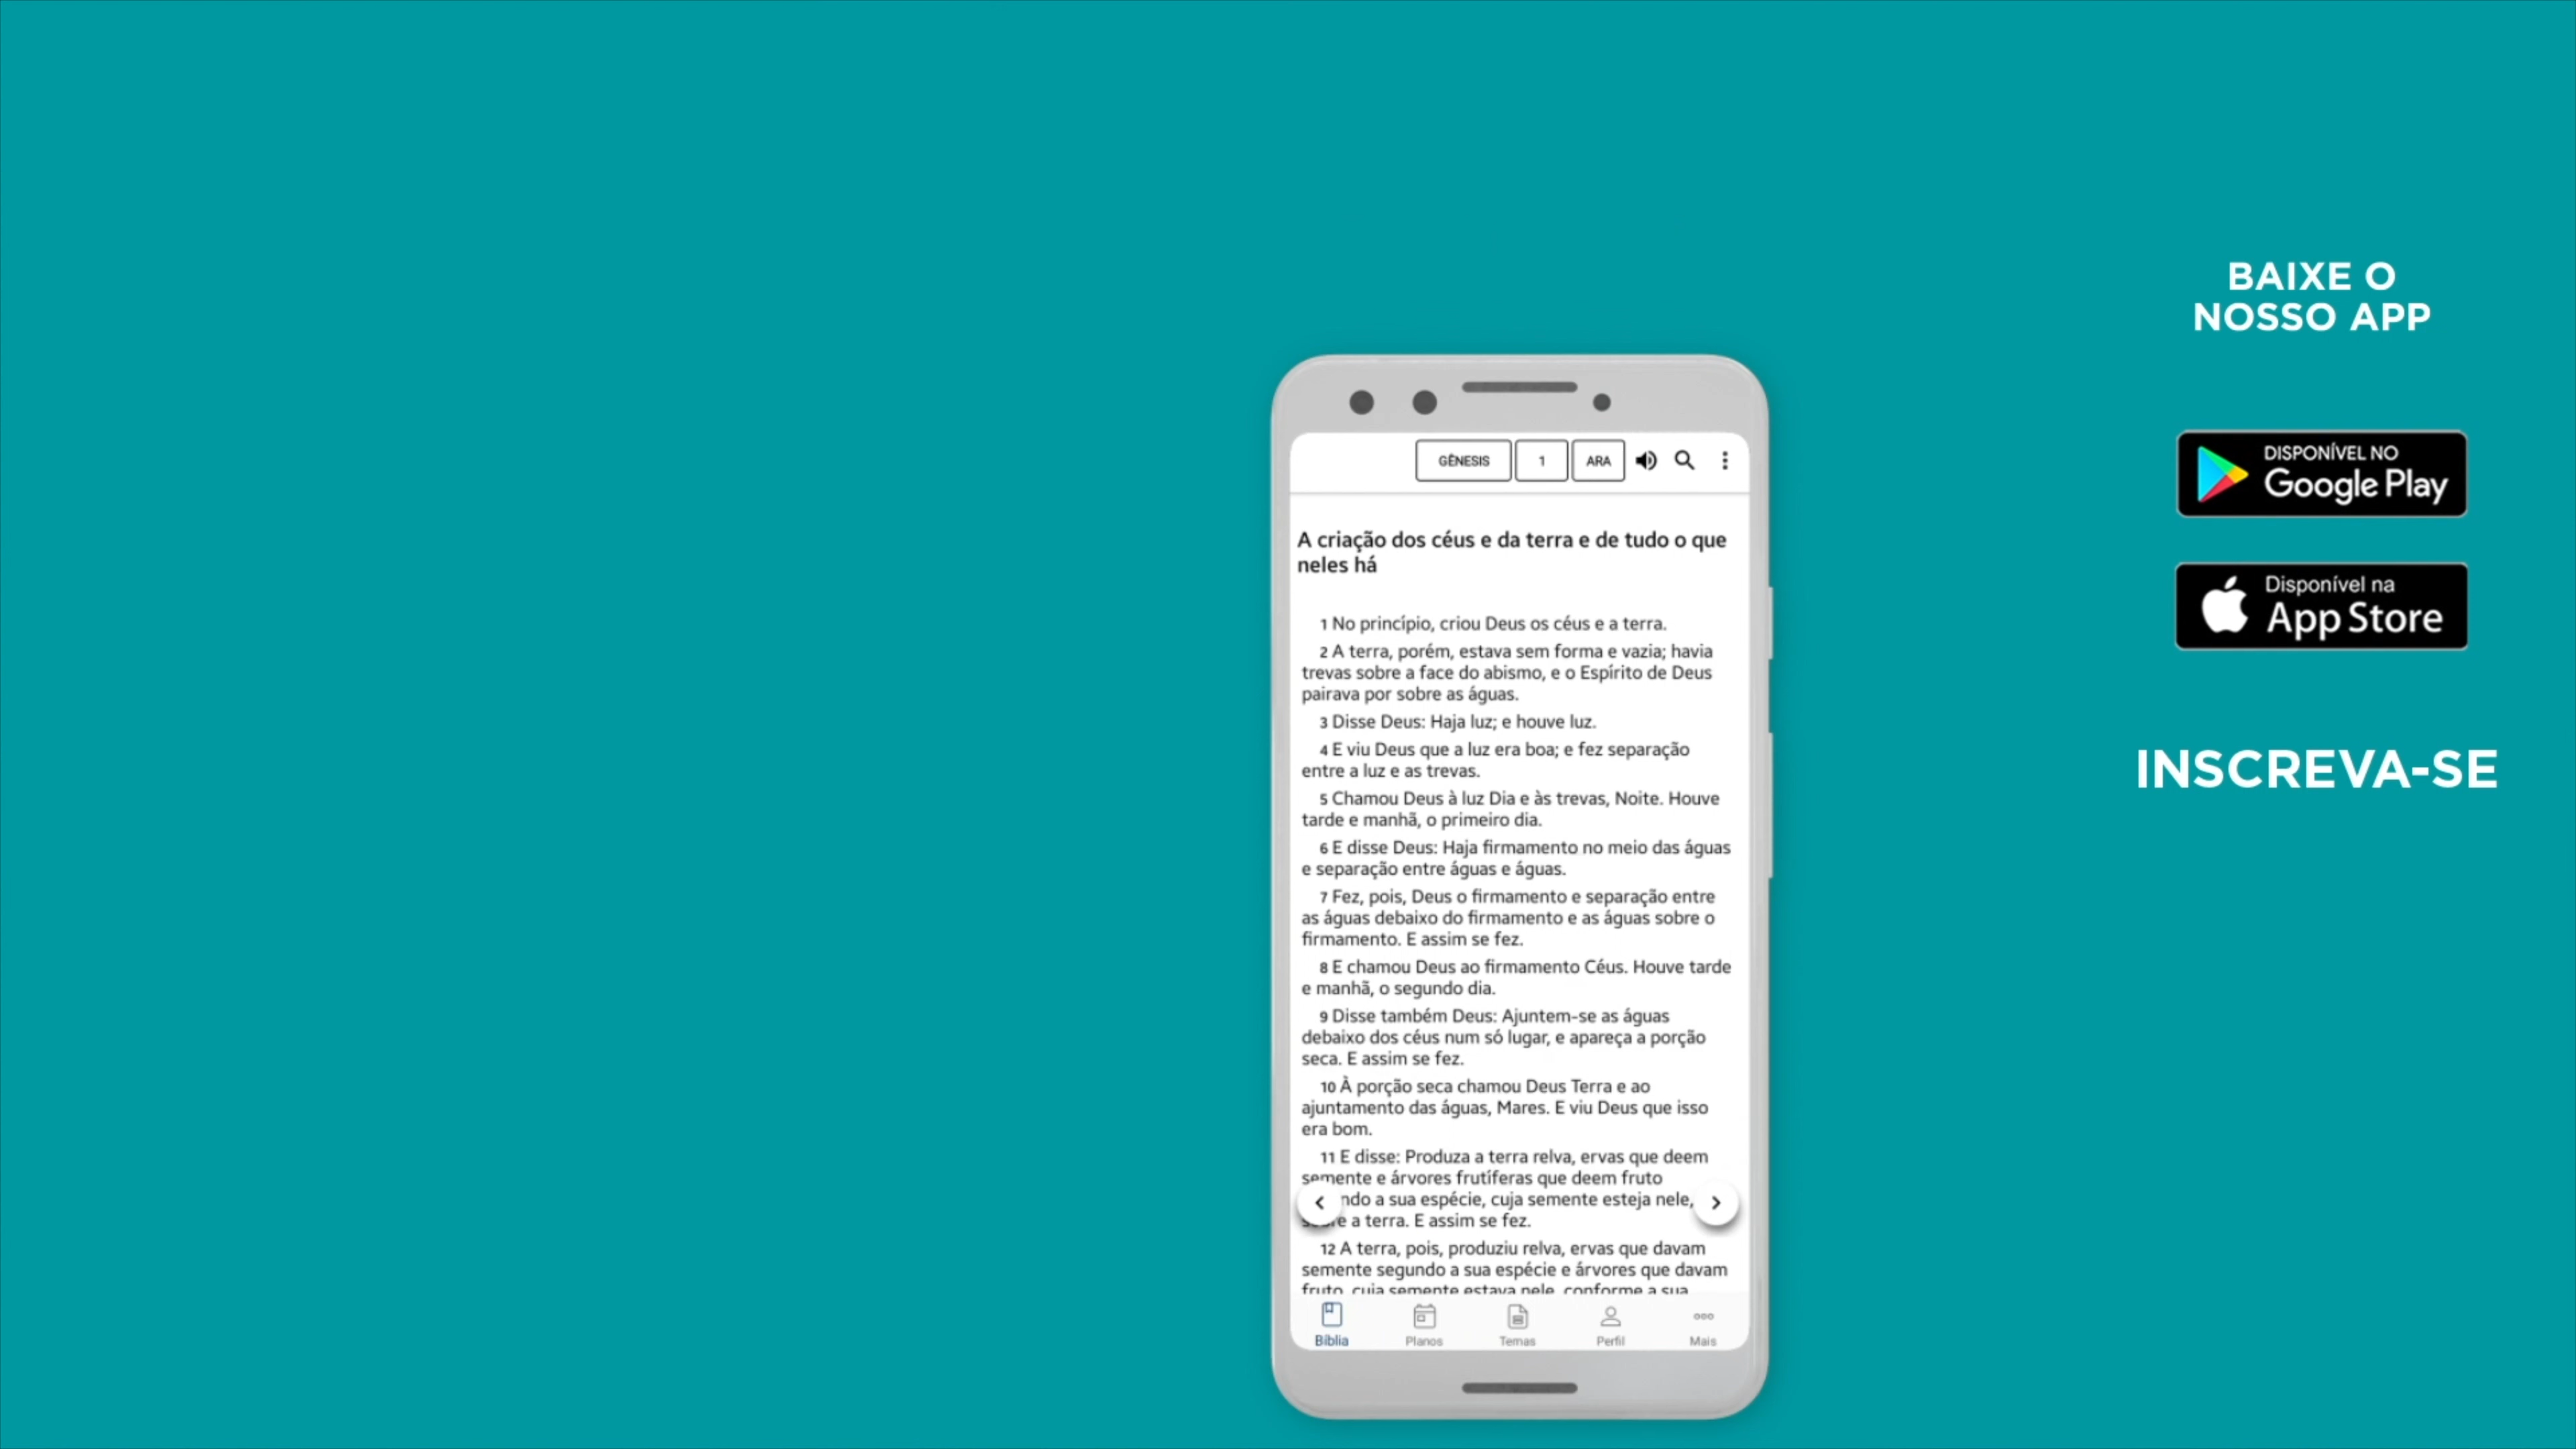 BAIXE O
NOSSO APP
DISPONÍVEL NO
Google Play
Disponível na
App Store
INSCREVA-SE
GÊNESIS 1 ARA
A criação dos céus e da terra e de tudo o que
neles há
1 No princípio, criou Deus os céus e a terra.
2 A terra, porém, estava sem forma e vazia; havia
trevas sobre a face do abismo, e o Espírito de Deus
pairava por sobre as águas.
3 Disse Deus: Haja luz; e houve luz.
4 E viu Deus que a luz era boa; e fez separação
entre a luz e as trevas.
5 Chamou Deus à luz Dia e às trevas, Noite. Houve
tarde e manhã, o primeiro dia.
6 E disse Deus: Haja firmamento no meio das águas
e separação entre águas e águas.
7 Fez, pois, Deus o firmamento e separação entre
as águas debaixo do firmamento e as águas sobre o
firmamento. E assim se fez.
8 E chamou Deus ao firmamento Céus. Houve tarde
e manhã, o segundo dia.
9 Disse também Deus: Ajuntem-se as águas
debaixo dos céus num só lugar, e apareça a porção
seca. E assim se fez.
10 À porção seca chamou Deus Terra e ao
ajuntamento das águas, Mares. E viu Deus que isso
era bom.
11 E disse: Produza a terra relva, ervas que deem
semente e árvores frutíferas que deem fruto
a sua espécie, cuja semente esteja nele,
a terra. E assim se fez.
12 A terra, pois, produziu relva, ervas que davam
semente segundo a sua espécie e árvores que davam
fruto, cuja semente estava nele, conforme a sua
Bíblia Planos Temas Perfil Mais